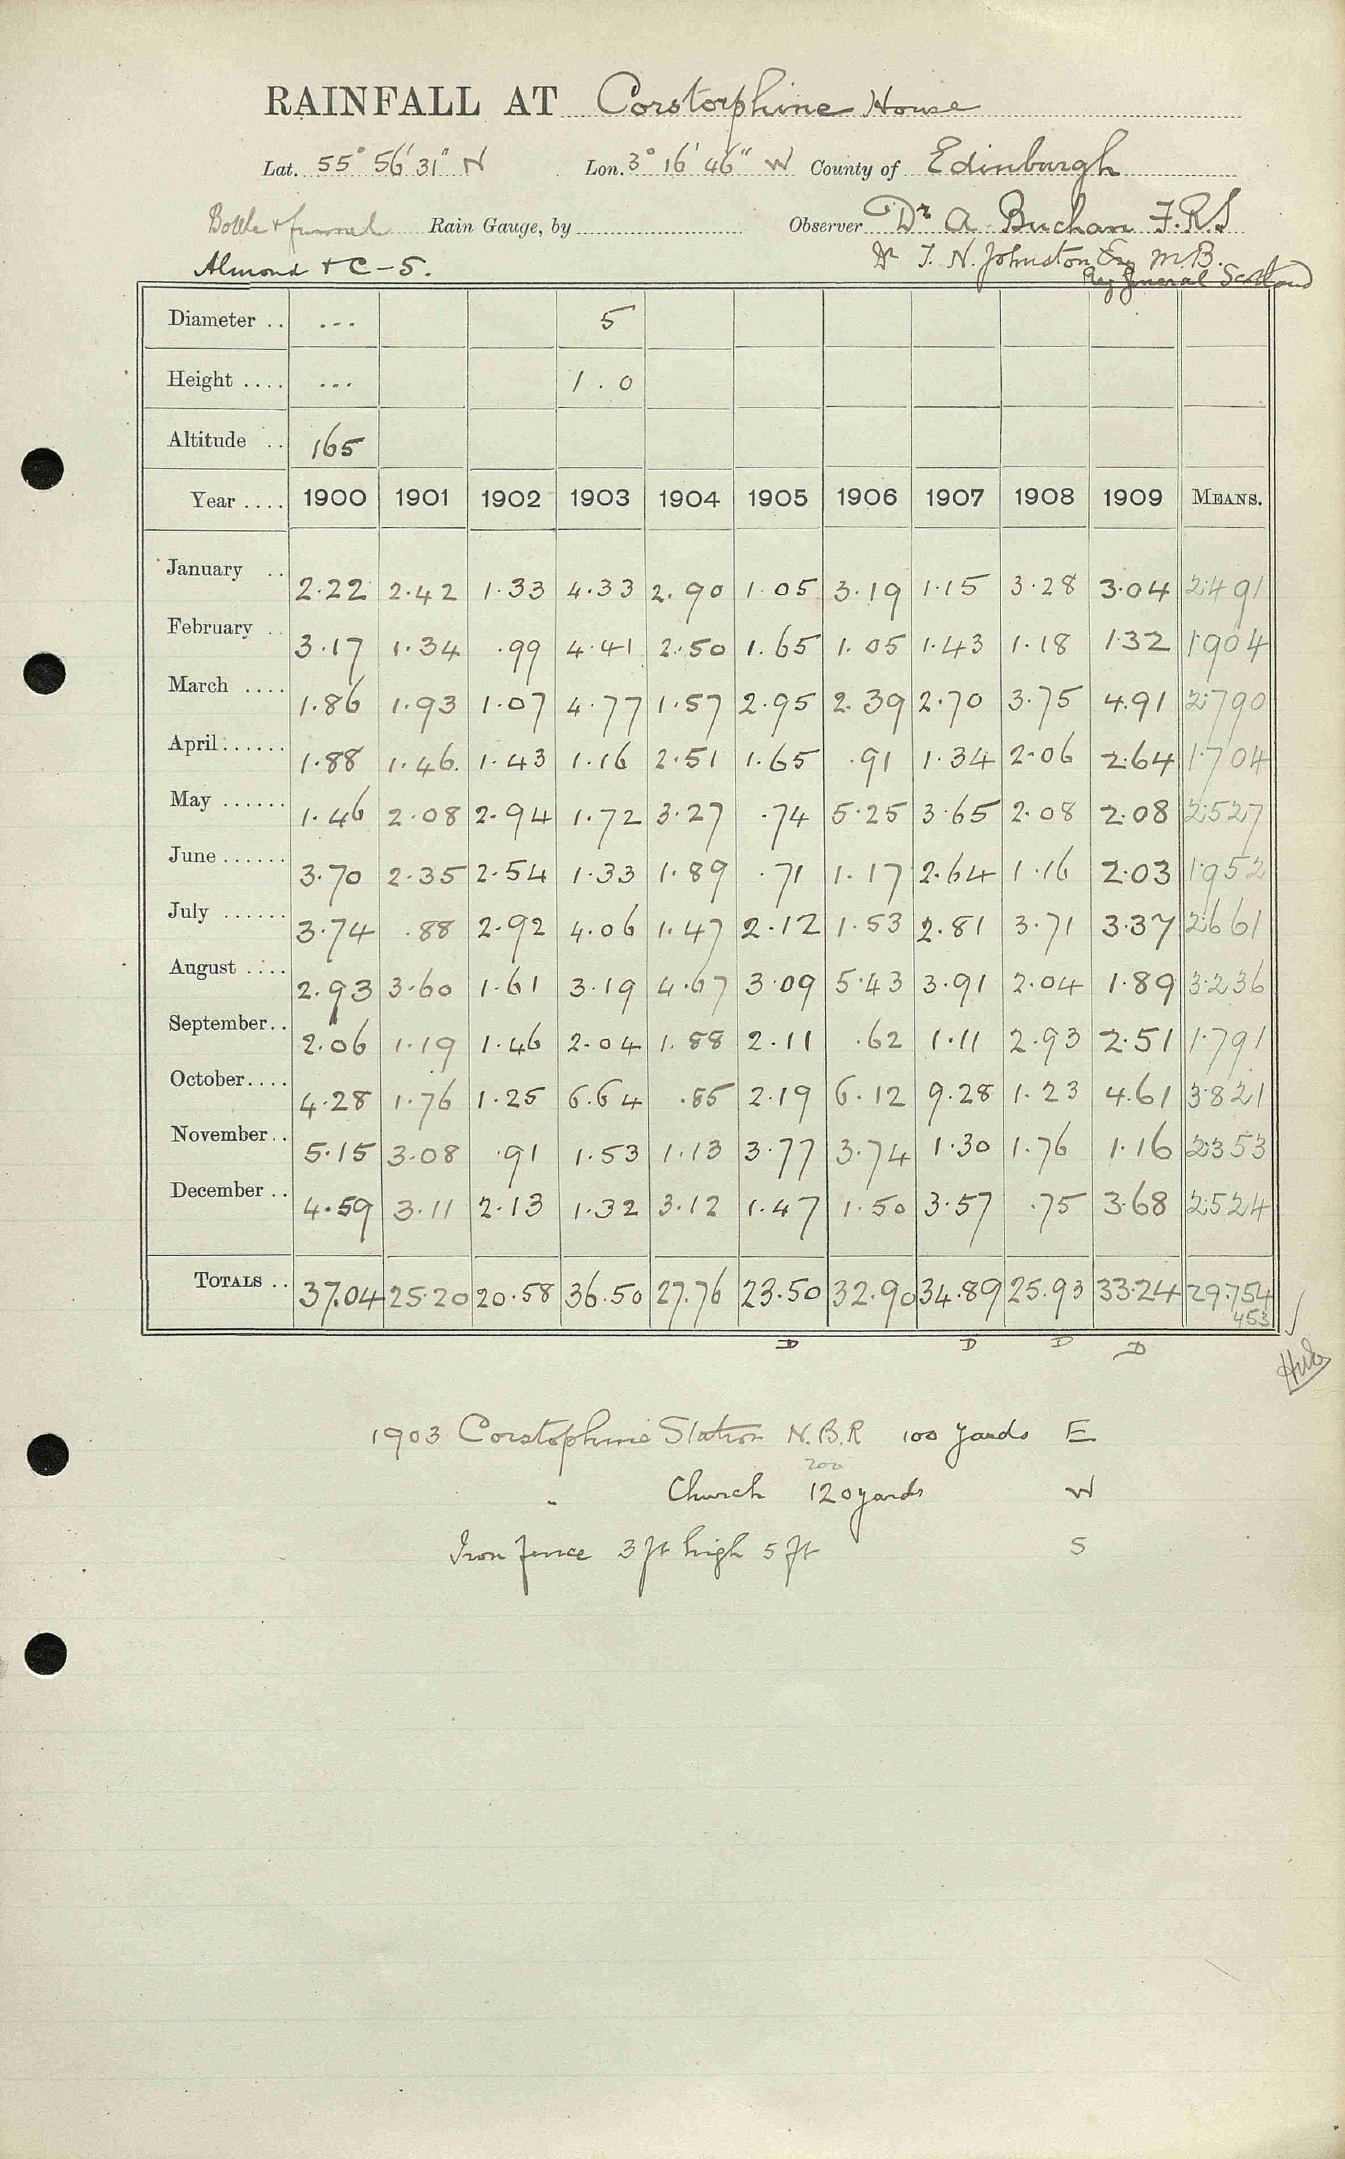 RAINFALL AT Corstorphine House
Lat. 55° 56' 31" N Lon. 3° 16' 46" W County of Edinburgh
Bottle & funnel Rain Gauge, by Observer Dr A. Buchan F.R.S
Almond & C-5. Dr T. N. Johnston, Esq M.B.
Reg General Scotland
Diameter .. ... 5
Height .... ... 1.0
Altitude .. 165
Year .... 1900 1901 1902 1903 1904 1905 1906 1907 1908 1909 MEANS.
January .. 2.22 2.42 1.33 4.33 2.90 1.05 3.19 1.15 3.28 3.04 2.491
February .. 3.17 1.34 .99 4.41 2.50 1.65 1.05 1.43 1.18 1.32 1.904
March .... 1.86 1.93 1.07 4.77 1.57 2.95 2.39 2.70 3.75 4.91 2.790
April ...... 1.88 1.46 1.43 1.16 2.51 1.65 .91 1.34 2.06 2.64 1.704
May ...... 1.46 2.08 2.94 1.72 3.27 .74 5.25 3.65 2.08 2.08 2.527
June ...... 3.70 2.35 2.54 1.33 1.89 .71 1.17 2.64 1.16 2.03 1.952
July ...... 3.74 .88 2.92 4.06 1.47 2.12 1.53 2.81 3.71 3.37 2.661
August .... 2.93 3.60 1.61 3.19 4.67 3.09 5.43 3.91 2.04 1.89 3.236
September.. 2.06 1.19 1.46 2.04 1.88 2.11 .62 1.11 2.93 2.51 1.791
October.... 4.28 1.76 1.25 6.64 .85 2.19 6.12 9.28 1.23 4.61 3.821
November.. 5.15 3.08 .91 1.53 1.13 3.77 3.74 1.30 1.76 1.16 2.353
December .. 4.59 3.11 2.13 1.32 3.12 1.47 1.50 3.57 .75 3.68 2.524
TOTALS .. 37.04 25.20 20.58 36.50 27.76 23.50 32.90 34.89 25.93 33.24 29.754
453
D D D D
1903 Corstophine Station N.B.R 100 yards E
200
" Church 120 yards W
Iron fence 3 ft high 5 ft S